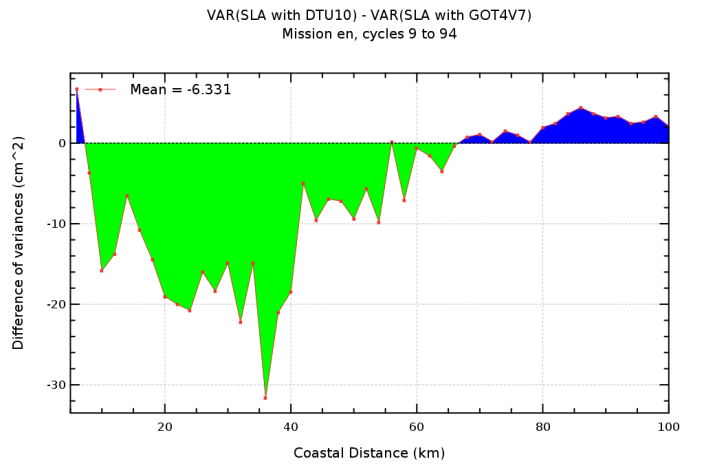 VAR(SLA with DTU10) - VAR(SLA with GOT4V7)
Mission en, cycles 9 to 94
Mean = -6.331
0
-10
-20
-30
Difference of variances (cm^2)
20 40 60 80 100
Coastal Distance (km)